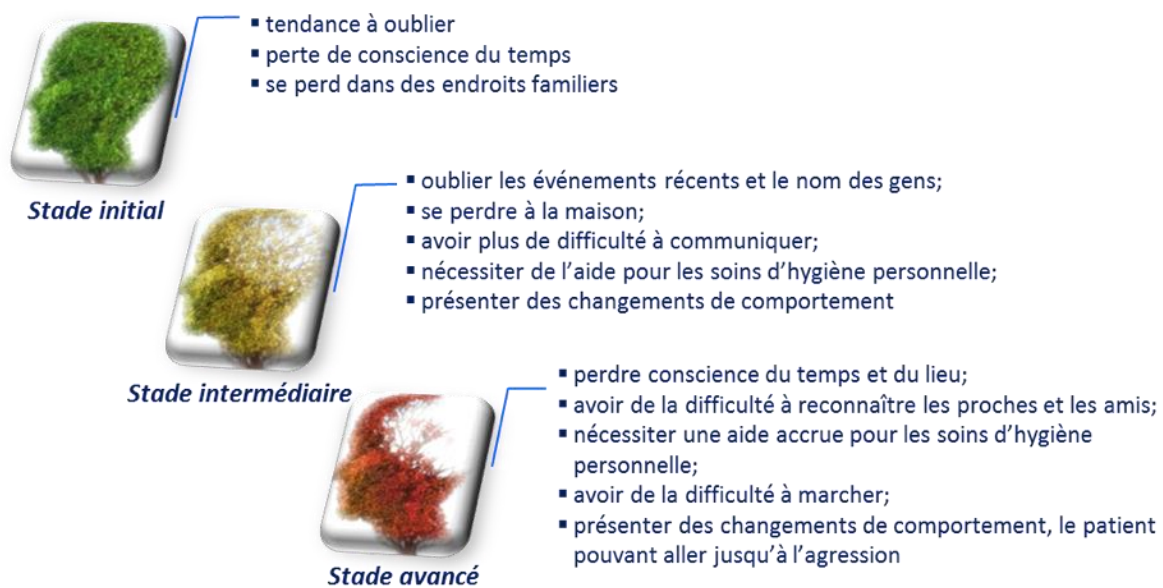 ▪ tendance à oublier
▪ perte de conscience du temps
▪ se perd dans des endroits familiers
Stade initial
▪ oublier les événements récents et le nom des gens;
▪ se perdre à la maison;
▪ avoir plus de difficulté à communiquer;
▪ nécessiter de l’aide pour les soins d’hygiène personnelle;
▪ présenter des changements de comportement
Stade intermédiaire
▪ perdre conscience du temps et du lieu;
▪ avoir de la difficulté à reconnaître les proches et les amis;
▪ nécessiter une aide accrue pour les soins d’hygiène
personnelle;
▪ avoir de la difficulté à marcher;
▪ présenter des changements de comportement, le patient
pouvant aller jusqu’à l’agression
Stade avancé